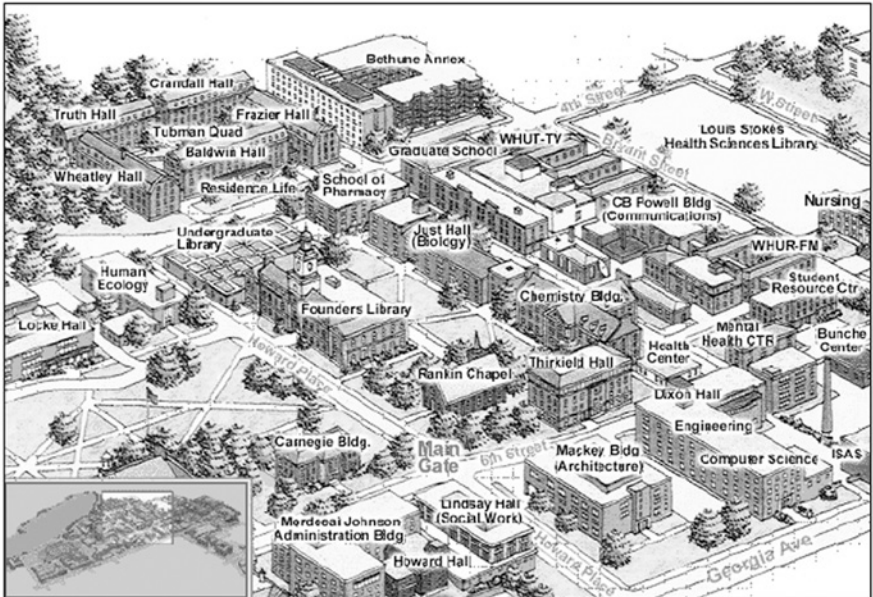 Bethune Annex
Crandall Hall
4th Street
W Street
Truth Hall
Frazier Hall
Tubman Quad
Louis Stokes
Health Sciences Library
WHUT-TV
Bryant Street
Baldwin Hall
Graduate School
Wheatley Hall
School of
Pharmacy
Residence Life
CB Powell Bldg
(Communications)
Nursing
Undergraduate
Library
Just Hall
(Biology)
WHUR-FM
Human
Ecology
Student
Resource Ctr
Chemistry Bldg.
Founders Library
Locke Hall
Mental
Health CTR
Bunche
Center
Health
Center
Howard Place
Thirkield Hall
Rankin Chapel
Dixon Hall
Engineering
Carnegie Bldg.
Main
Gate
6th Street
Mackey Bldg
(Architecture)
Computer Science
ISAS
Lindsay Hall
(Social Work)
Mordecai Johnson
Administration Bldg
Howard Hall
Howard Place
Georgia Ave